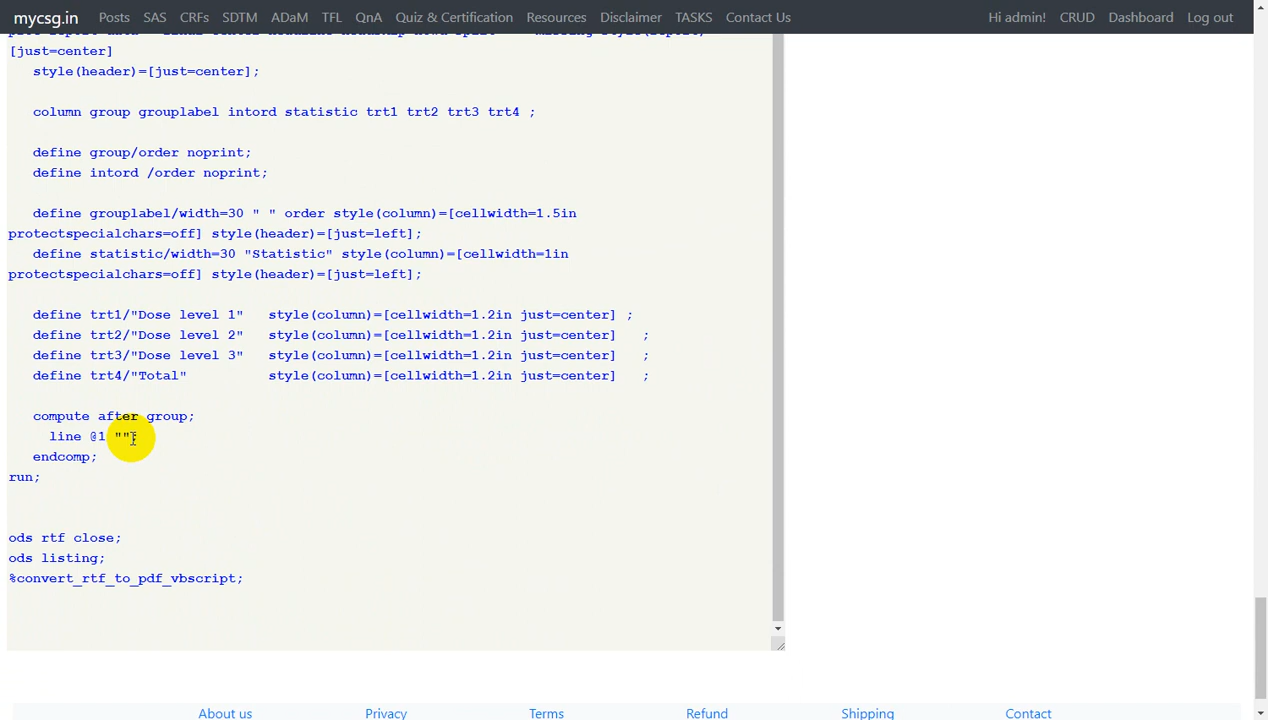 mycsg.in Posts SAS CRFs SDTM ADaM TFL QnA Quiz & Certification Resources Disclaimer TASKS Contact Us Hi admin! CRUD Dashboard Log out
[just=center]
style(header)=[just=center];
column group grouplabel intord statistic trt1 trt2 trt3 trt4 ;
define group/order noprint;
define intord /order noprint;
define grouplabel/width=30 " " order style(column)=[cellwidth=1.5in
protectspecialchars=off] style(header)=[just=left];
define statistic/width=30 "Statistic" style(column)=[cellwidth=1in
protectspecialchars=off] style(header)=[just=left];
define trt1/"Dose level 1" style(column)=[cellwidth=1.2in just=center] ;
define trt2/"Dose level 2" style(column)=[cellwidth=1.2in just=center] ;
define trt3/"Dose level 3" style(column)=[cellwidth=1.2in just=center] ;
define trt4/"Total" style(column)=[cellwidth=1.2in just=center] ;
compute after group;
line @1 "";
endcomp;
run;
ods rtf close;
ods listing;
%convert_rtf_to_pdf_vbscript;
About us Privacy Terms Refund Shipping Contact